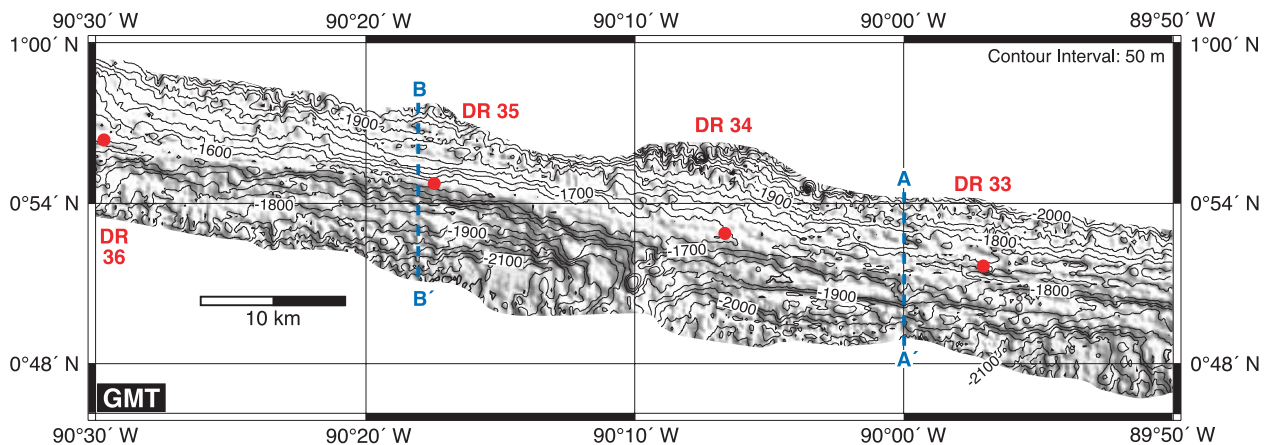 90°30´ W 90°20´ W 90°10´ W 90°00´ W 89°50´ W
1°00´ N 1°00´ N
Contour Interval: 50 m
B
DR 35
-1900
DR 34
-1600
1700
-1900
A
DR 33
0°54´ N 0°54´ N
-2000
-1800
-1800
-1900
-1700
DR
36
-2100
-1800
-1900
B´
-2000
10 km
0°48´ N 0°48´ N
A´
-2100
GMT
90°30´ W 90°20´ W 90°10´ W 90°00´ W 89°50´ W